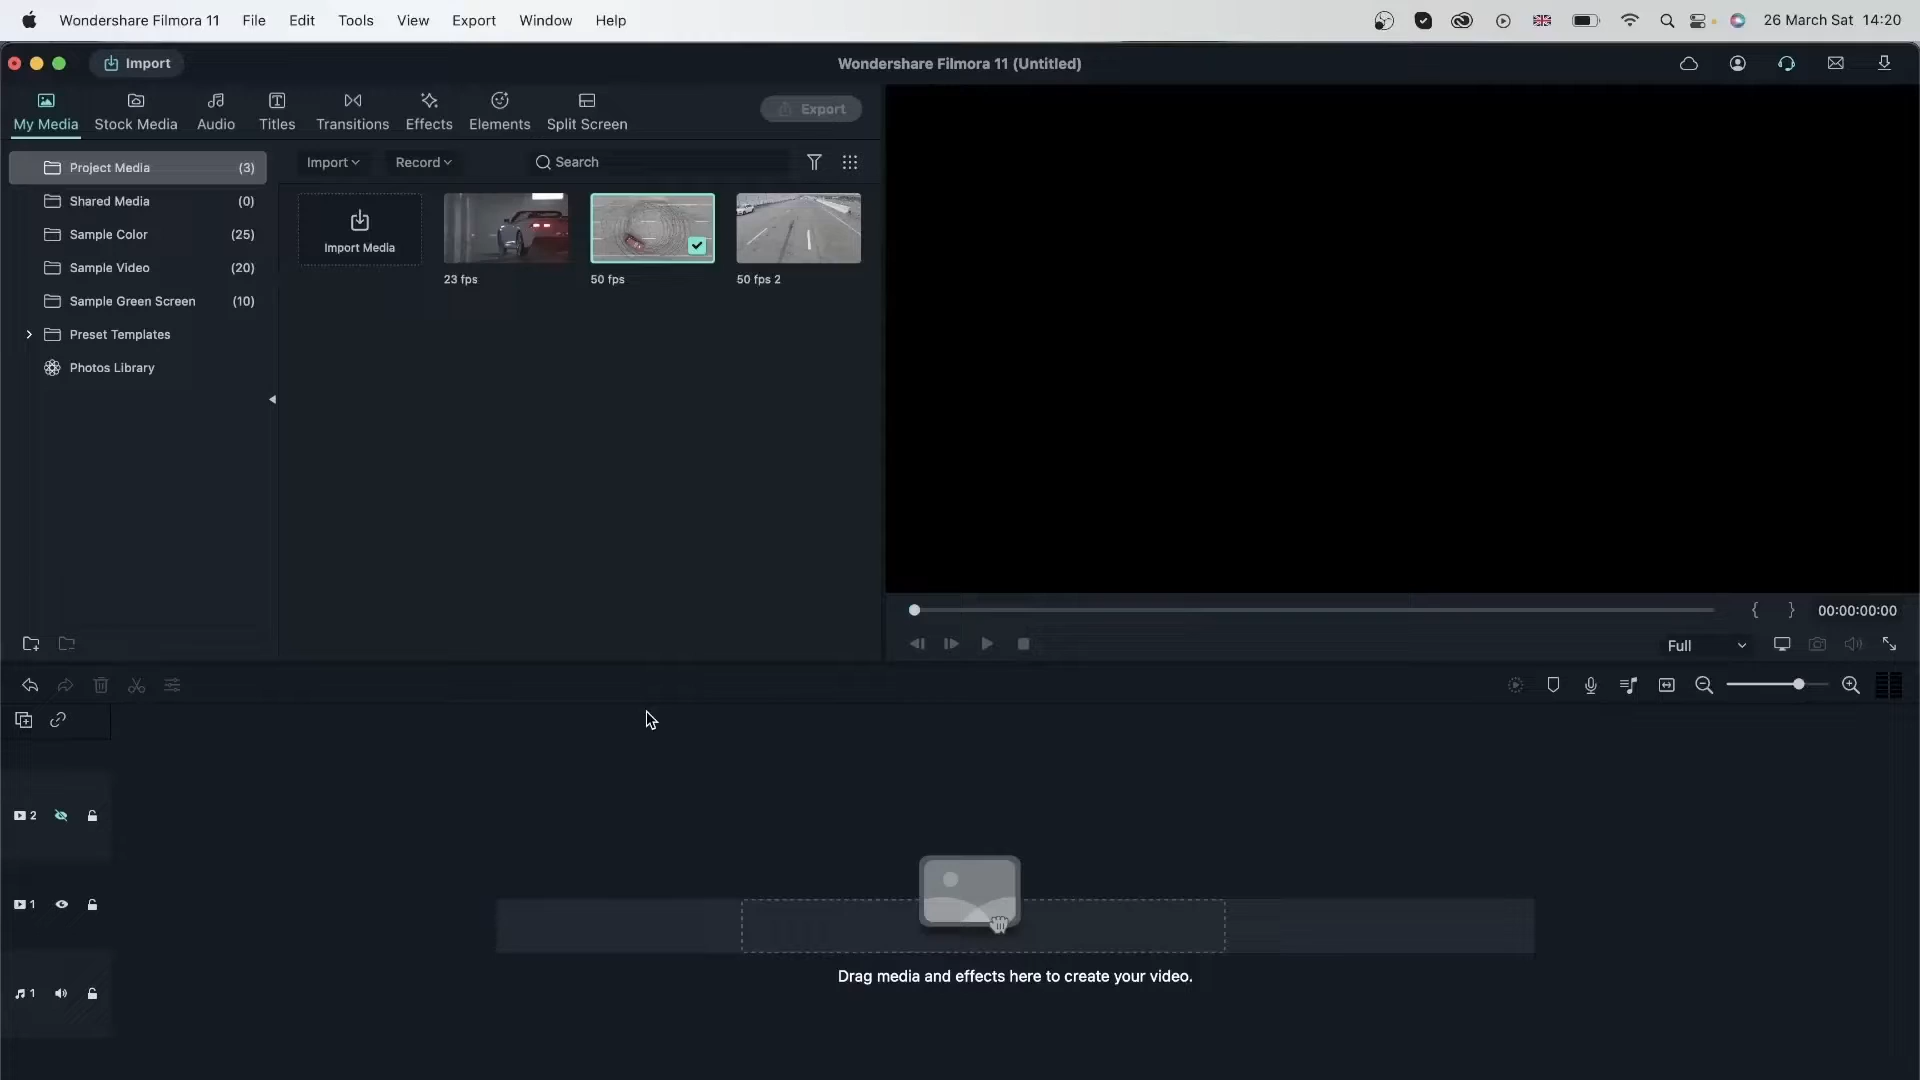 Wondershare Filmora 11 File Edit Tools View Export Window Help 26 March Sat 14:20
Import Wondershare Filmora 11 (Untitled)
My Media Stock Media Audio Titles Transitions Effects Elements Split Screen Export
Project Media (3) Import Record Search
Shared Media (0)
Sample Color (25)
Import Media
Sample Video (20)
23 fps 50 fps 50 fps 2
Sample Green Screen (10)
Preset Templates
Photos Library
{ } 00:00:00:00
Full
2
1
Drag media and effects here to create your video.
1